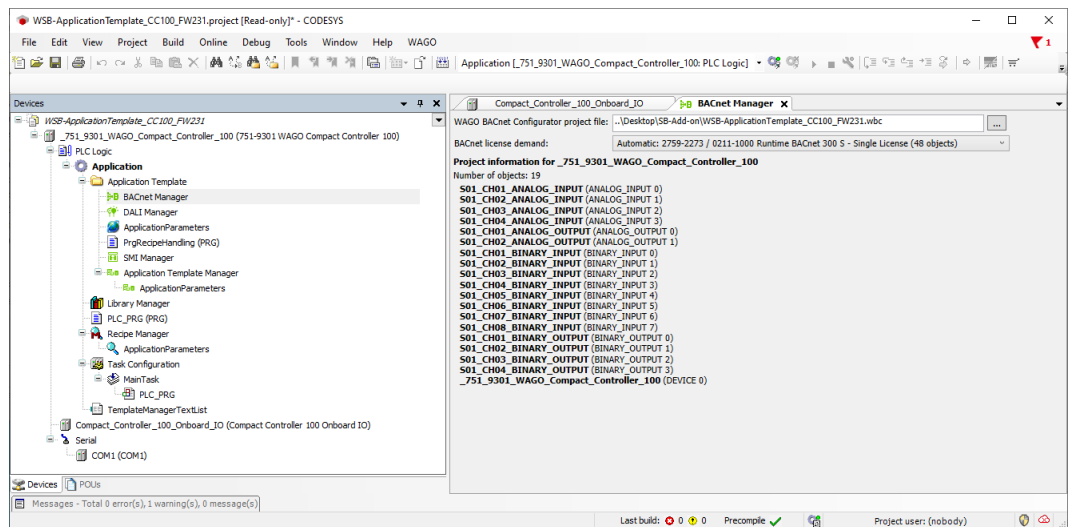 WSB-ApplicationTemplate_CC100_FW231.project [Read-only]* - CODESYS
File Edit View Project Build Online Debug Tools Window Help WAGO
1
Application [_751_9301_WAGO_Compact_Controller_100: PLC Logic]
Devices
WSB-ApplicationTemplate_CC100_FW231
_751_9301_WAGO_Compact_Controller_100 (751-9301 WAGO Compact Controller 100)
PLC Logic
Application
Application Template
BACnet Manager
DALI Manager
ApplicationParameters
PrgRecipeHandling (PRG)
SMI Manager
Application Template Manager
ApplicationParameters
Library Manager
PLC_PRG (PRG)
Recipe Manager
ApplicationParameters
Task Configuration
MainTask
PLC_PRG
TemplateManagerTextList
Compact_Controller_100_Onboard_IO (Compact Controller 100 Onboard IO)
Serial
COM1 (COM1)
Devices POUs
Compact_Controller_100_Onboard_IO BACnet Manager
WAGO BACnet Configurator project file: ..\Desktop\SB-Add-on\WSB-ApplicationTemplate_CC100_FW231.wbc ...
BACnet license demand: Automatic: 2759-2273 / 0211-1000 Runtime BACnet 300 S - Single License (48 objects)
Project information for _751_9301_WAGO_Compact_Controller_100
Number of objects: 19
S01_CH01_ANALOG_INPUT (ANALOG_INPUT 0)
S01_CH02_ANALOG_INPUT (ANALOG_INPUT 1)
S01_CH03_ANALOG_INPUT (ANALOG_INPUT 2)
S01_CH04_ANALOG_INPUT (ANALOG_INPUT 3)
S01_CH01_ANALOG_OUTPUT (ANALOG_OUTPUT 0)
S01_CH02_ANALOG_OUTPUT (ANALOG_OUTPUT 1)
S01_CH01_BINARY_INPUT (BINARY_INPUT 0)
S01_CH02_BINARY_INPUT (BINARY_INPUT 1)
S01_CH03_BINARY_INPUT (BINARY_INPUT 2)
S01_CH04_BINARY_INPUT (BINARY_INPUT 3)
S01_CH05_BINARY_INPUT (BINARY_INPUT 4)
S01_CH06_BINARY_INPUT (BINARY_INPUT 5)
S01_CH07_BINARY_INPUT (BINARY_INPUT 6)
S01_CH08_BINARY_INPUT (BINARY_INPUT 7)
S01_CH01_BINARY_OUTPUT (BINARY_OUTPUT 0)
S01_CH02_BINARY_OUTPUT (BINARY_OUTPUT 1)
S01_CH03_BINARY_OUTPUT (BINARY_OUTPUT 2)
S01_CH04_BINARY_OUTPUT (BINARY_OUTPUT 3)
_751_9301_WAGO_Compact_Controller_100 (DEVICE 0)
Messages - Total 0 error(s), 1 warning(s), 0 message(s)
Last build: 0 0 Precompile Project user: (nobody)